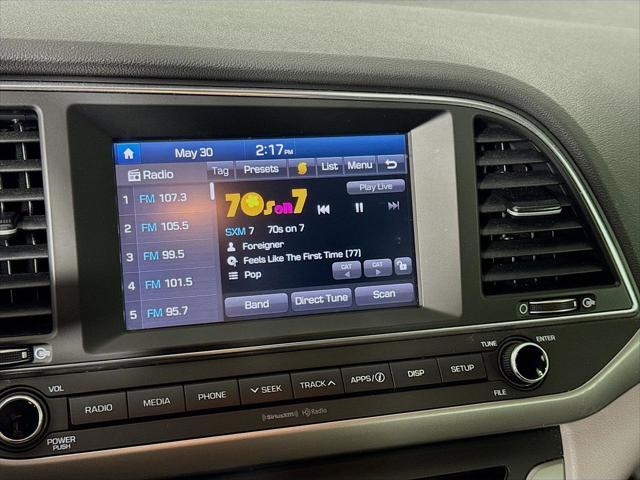 May 30 2:17PM
Radio Tag Presets List Menu
1 FM 107.3
2 FM 105.5
3 FM 99.5
4 FM 101.5
5 FM 95.7
Play Live
70s on 7
SXM 7 70s on 7
Foreigner
Feels Like The First Time (77)
Pop
CAT CAT
Band Direct Tune Scan
VOL
POWER
PUSH
RADIO MEDIA PHONE SEEK TRACK APPS/i DISP SETUP
SiriusXM HD Radio
TUNE ENTER
FILE